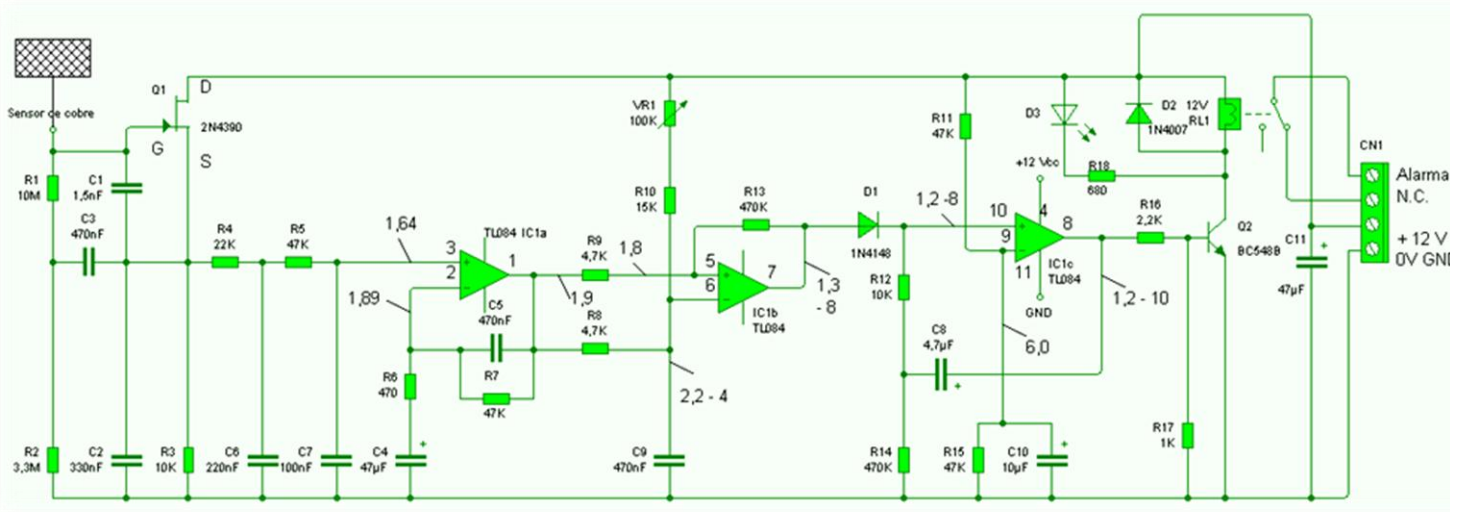 Sensor de cobre
Q1
D
2N4390
G
S
R1
10M
C1
1,5nF
C3
470nF
R4
22K
R5
47K
1,64
3
2
TL084 IC1a
1
1,89
C5
470nF
R9
4,7K
1,9
1,8
R8
4,7K
R6
470
R7
47K
C4
47µF
+
R2
3,3M
C2
330nF
R3
10K
C6
220nF
C7
100nF
VR1
100K
R10
15K
R13
470K
5
6
7
IC1b
TL084
1,3
- 8
2,2 - 4
C9
470nF
D1
1N4148
R12
10K
C8
4,7µF
+
R14
470K
R11
47K
1,2 -8
10
9
+12 Vcc
4
8
11
IC1c
TL084
GND
6,0
1,2 - 10
R15
47K
C10
10µF
+
D3
R18
680
D2
1N4007
12V
RL1
R16
2,2K
Q2
BC548B
R17
1K
C11
47µF
+
CN1
Alarma
N.C.
+ 12 V
0V GND